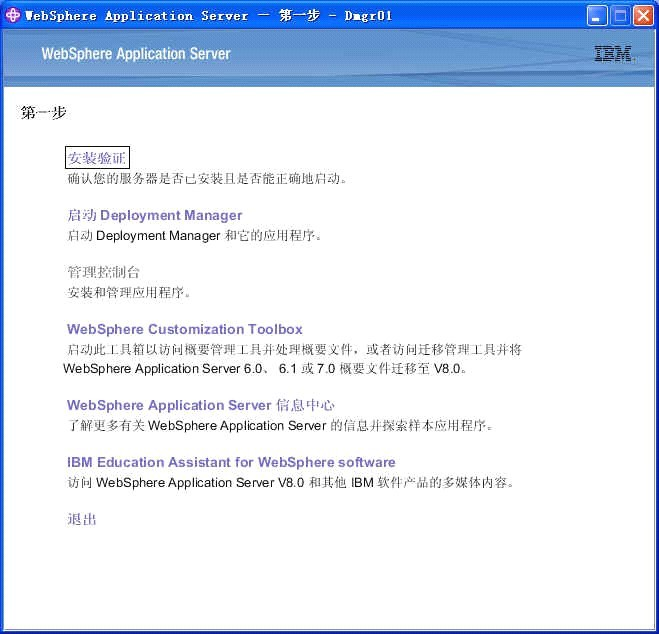 WebSphere Application Server － 第一步 - Dmgr01
WebSphere Application Server
IBM.
第一步
安装验证
确认您的服务器是否已安装且是否能正确地启动。
启动 Deployment Manager
启动 Deployment Manager 和它的应用程序。
管理控制台
安装和管理应用程序。
WebSphere Customization Toolbox
启动此工具箱以访问概要管理工具并处理概要文件，或者访问迁移管理工具并将
WebSphere Application Server 6.0、 6.1 或 7.0 概要文件迁移至 V8.0。
WebSphere Application Server 信息中心
了解更多有关 WebSphere Application Server 的信息并探索样本应用程序。
IBM Education Assistant for WebSphere software
访问 WebSphere Application Server V8.0 和其他 IBM 软件产品的多媒体内容。
退出